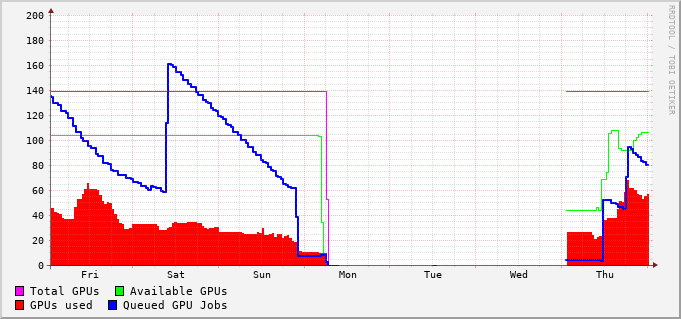 RRDTOOL / TOBI OETIKER
200
180
160
140
120
100
80
60
40
20
0
Fri Sat Sun Mon Tue Wed Thu
Total GPUs Available GPUs
GPUs used Queued GPU Jobs